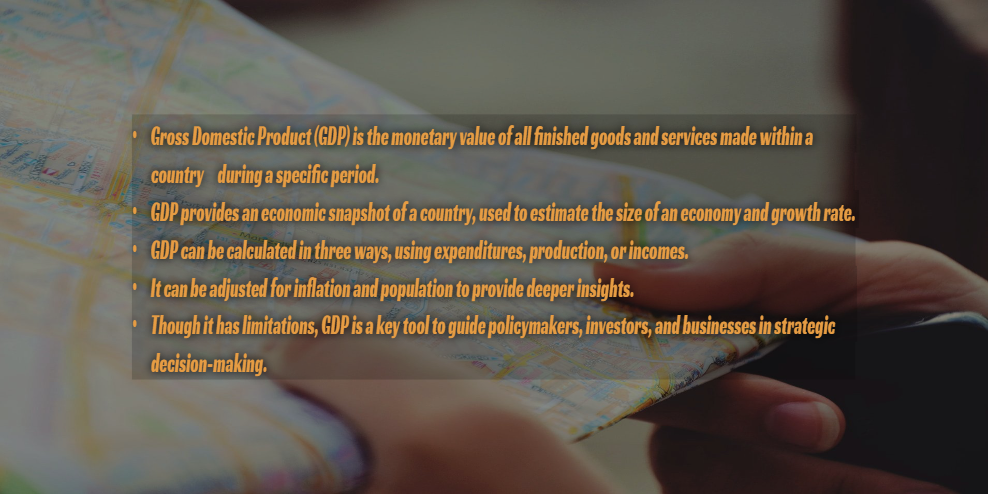 • Gross Domestic Product (GDP) is the monetary value of all finished goods and services made within a
country during a specific period.
• GDP provides an economic snapshot of a country, used to estimate the size of an economy and growth rate.
• GDP can be calculated in three ways, using expenditures, production, or incomes.
• It can be adjusted for inflation and population to provide deeper insights.
• Though it has limitations, GDP is a key tool to guide policymakers, investors, and businesses in strategic
decision-making.